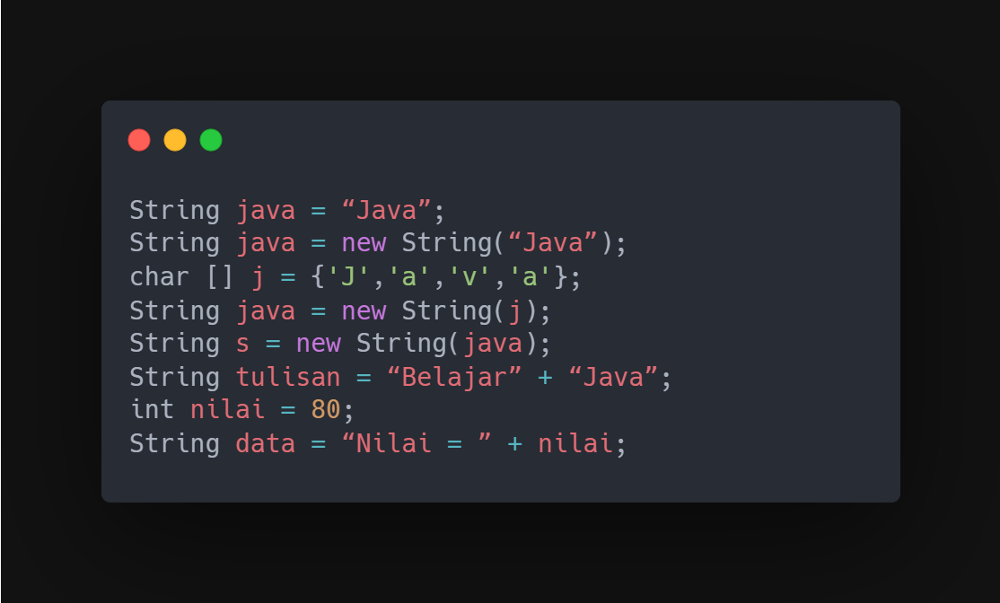 String java = “Java”;
String java = new String(“Java”);
char [] j = {'J','a','v','a'};
String java = new String(j);
String s = new String(java);
String tulisan = “Belajar” + “Java”;
int nilai = 80;
String data = “Nilai = ” + nilai;